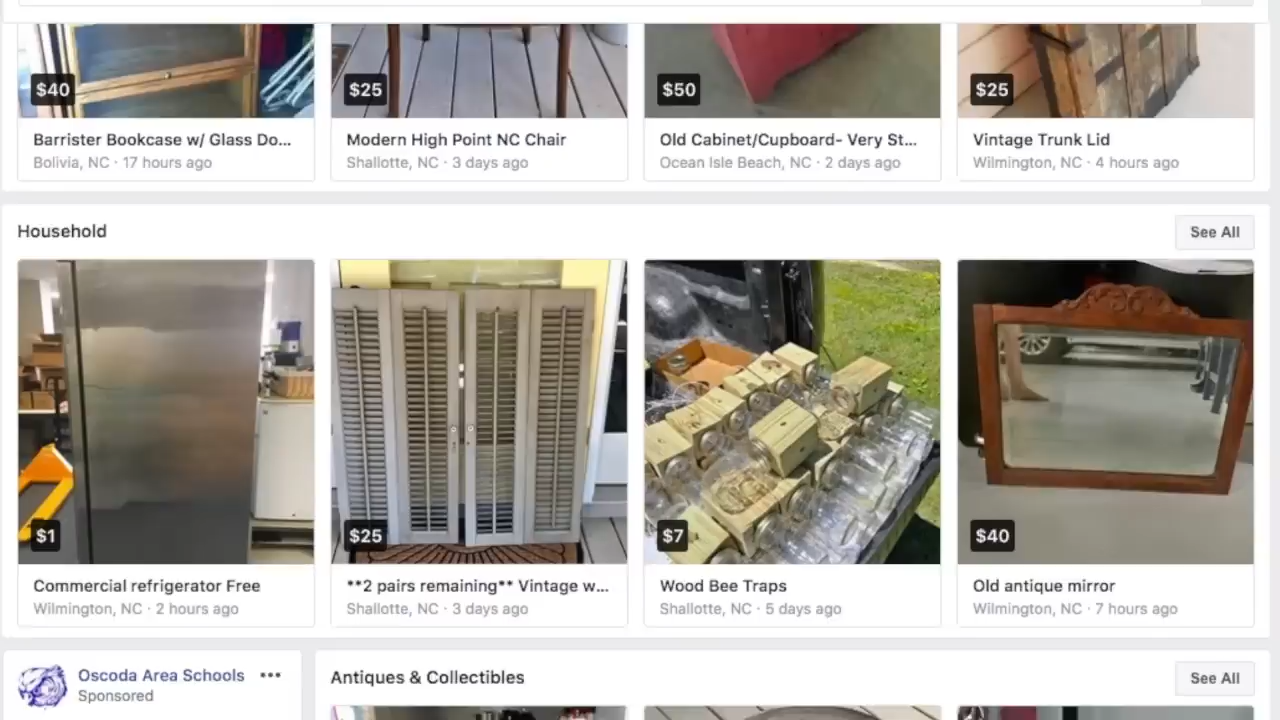 $40
$25
$50
$25
Barrister Bookcase w/ Glass Do...
Modern High Point NC Chair
Old Cabinet/Cupboard- Very St...
Vintage Trunk Lid
Bolivia, NC · 17 hours ago
Shallotte, NC · 3 days ago
Ocean Isle Beach, NC · 2 days ago
Wilmington, NC · 4 hours ago
Household
See All
$1
$25
$7
$40
Commercial refrigerator Free
**2 pairs remaining** Vintage w...
Wood Bee Traps
Old antique mirror
Wilmington, NC · 2 hours ago
Shallotte, NC · 3 days ago
Shallotte, NC · 5 days ago
Wilmington, NC · 7 hours ago
Oscoda Area Schools
Sponsored
Antiques & Collectibles
See All